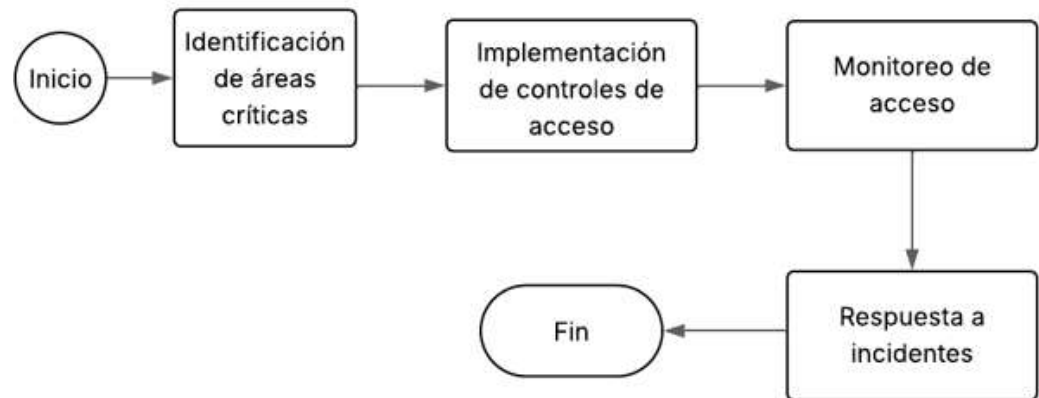 Inicio
Identificación
de áreas
críticas
Implementación
de controles de
acceso
Monitoreo de
acceso
Respuesta a
incidentes
Fin